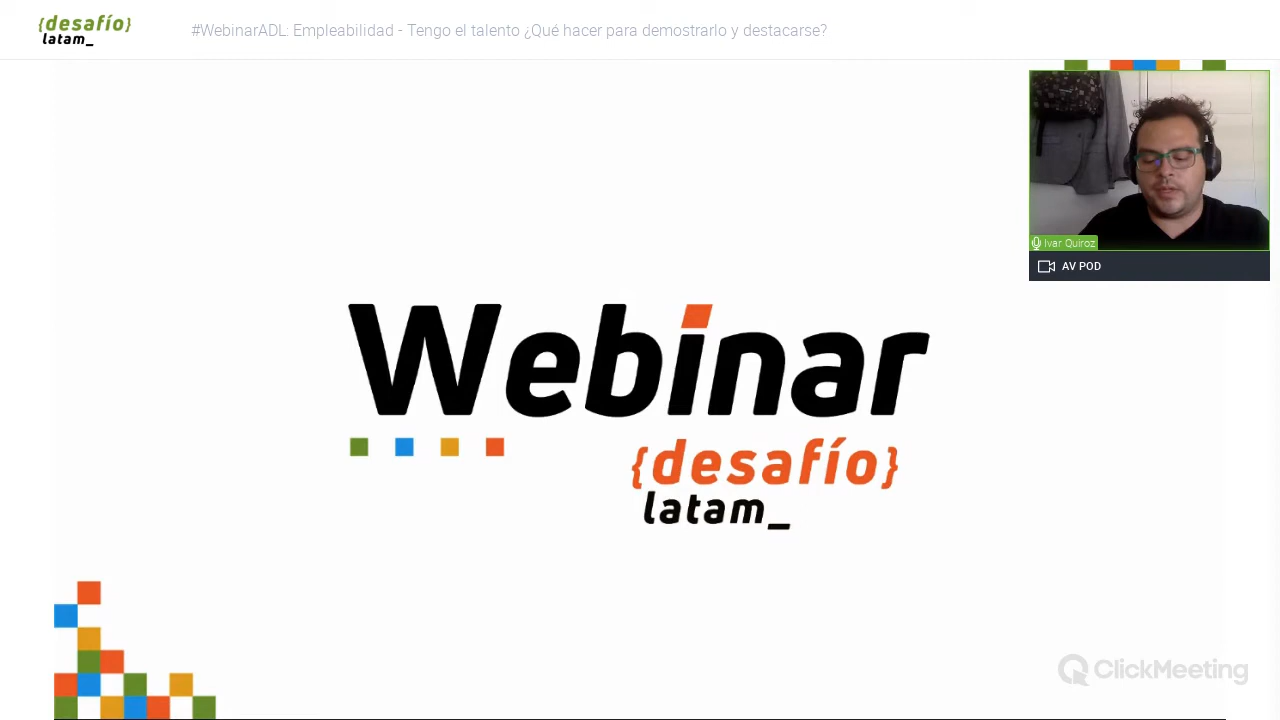 {desafío}
latam_
#WebinarADL: Empleabilidad - Tengo el talento ¿Qué hacer para demostrarlo y destacarse?
Ivar Quiroz
AV POD
Webinar
{desafío}
latam_
ClickMeeting